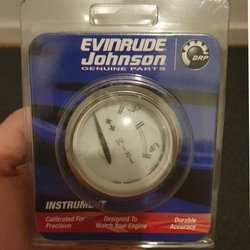 EVINRUDE
Johnson
GENUINE PARTS
BRP
INSTRUMENT
Calibrated For
Precision
Designed To
Match Your Engine
Durable
Accuracy